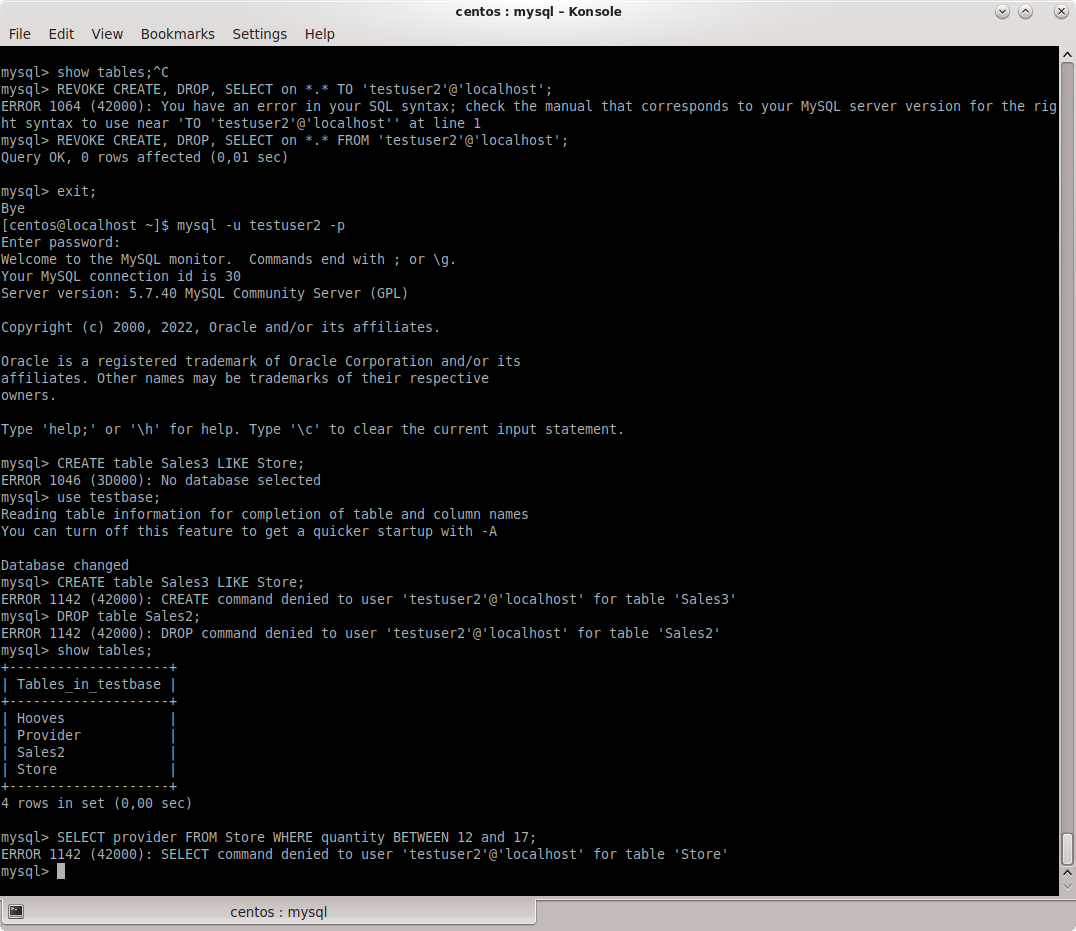 centos : mysql – Konsole
File Edit View Bookmarks Settings Help
mysql> show tables;^C
mysql> REVOKE CREATE, DROP, SELECT on *.* TO 'testuser2'@'localhost';
ERROR 1064 (42000): You have an error in your SQL syntax; check the manual that corresponds to your MySQL server version for the rig
ht syntax to use near 'TO 'testuser2'@'localhost'' at line 1
mysql> REVOKE CREATE, DROP, SELECT on *.* FROM 'testuser2'@'localhost';
Query OK, 0 rows affected (0,01 sec)

mysql> exit;
Bye
[centos@localhost ~]$ mysql -u testuser2 -p
Enter password:
Welcome to the MySQL monitor.  Commands end with ; or \g.
Your MySQL connection id is 30
Server version: 5.7.40 MySQL Community Server (GPL)

Copyright (c) 2000, 2022, Oracle and/or its affiliates.

Oracle is a registered trademark of Oracle Corporation and/or its
affiliates. Other names may be trademarks of their respective
owners.

Type 'help;' or '\h' for help. Type '\c' to clear the current input statement.

mysql> CREATE table Sales3 LIKE Store;
ERROR 1046 (3D000): No database selected
mysql> use testbase;
Reading table information for completion of table and column names
You can turn off this feature to get a quicker startup with -A

Database changed
mysql> CREATE table Sales3 LIKE Store;
ERROR 1142 (42000): CREATE command denied to user 'testuser2'@'localhost' for table 'Sales3'
mysql> DROP table Sales2;
ERROR 1142 (42000): DROP command denied to user 'testuser2'@'localhost' for table 'Sales2'
mysql> show tables;
+--------------------+
| Tables_in_testbase |
+--------------------+
| Hooves             |
| Provider           |
| Sales2             |
| Store              |
+--------------------+
4 rows in set (0,00 sec)

mysql> SELECT provider FROM Store WHERE quantity BETWEEN 12 and 17;
ERROR 1142 (42000): SELECT command denied to user 'testuser2'@'localhost' for table 'Store'
mysql>
centos : mysql